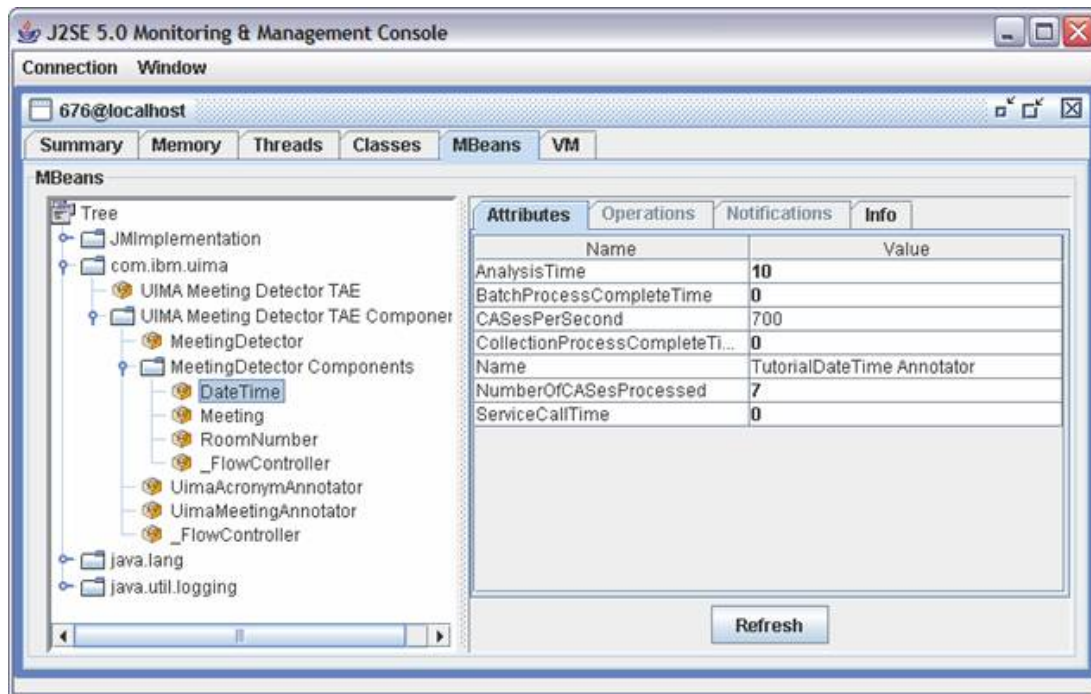 J2SE 5.0 Monitoring & Management Console
Connection Window
676@localhost
Summary Memory Threads Classes MBeans VM
MBeans
Tree
JMImplementation
com.ibm.uima
UIMA Meeting Detector TAE
UIMA Meeting Detector TAE Componer
MeetingDetector
MeetingDetector Components
DateTime
Meeting
RoomNumber
_FlowController
UimaAcronymAnnotator
UimaMeetingAnnotator
_FlowController
java.lang
java.util.logging
Attributes Operations Notifications Info
Name Value
AnalysisTime 10
BatchProcessCompleteTime 0
CASesPerSecond 700
CollectionProcessCompleteTi... 0
Name TutorialDateTime Annotator
NumberOfCASesProcessed 7
ServiceCallTime 0
Refresh